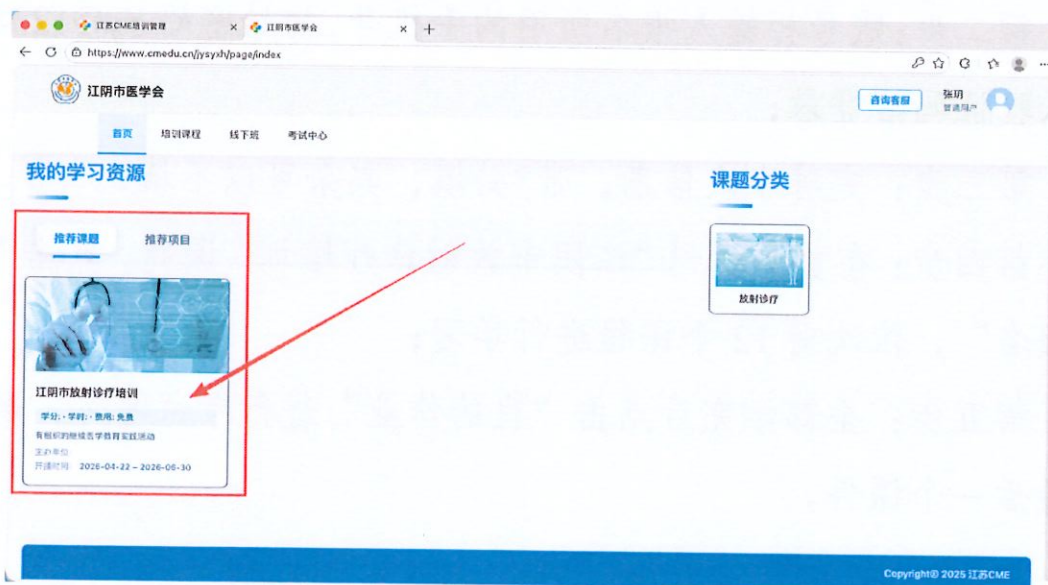 江苏CME培训管理
江阴市医学会
https://www.cmedu.cn/jysyxh/page/index
江阴市医学会
咨询客服
张玥
普通用户
首页 培训课程 线下班 考试中心
我的学习资源
课题分类
推荐课题 推荐项目
放射诊疗
江阴市放射诊疗培训
学分: - 学时: - 费用: 免费
有组织的继续医学教育实践活动
主办单位
开播时间 2026-04-22 ~ 2026-06-30
Copyright© 2025 江苏CME